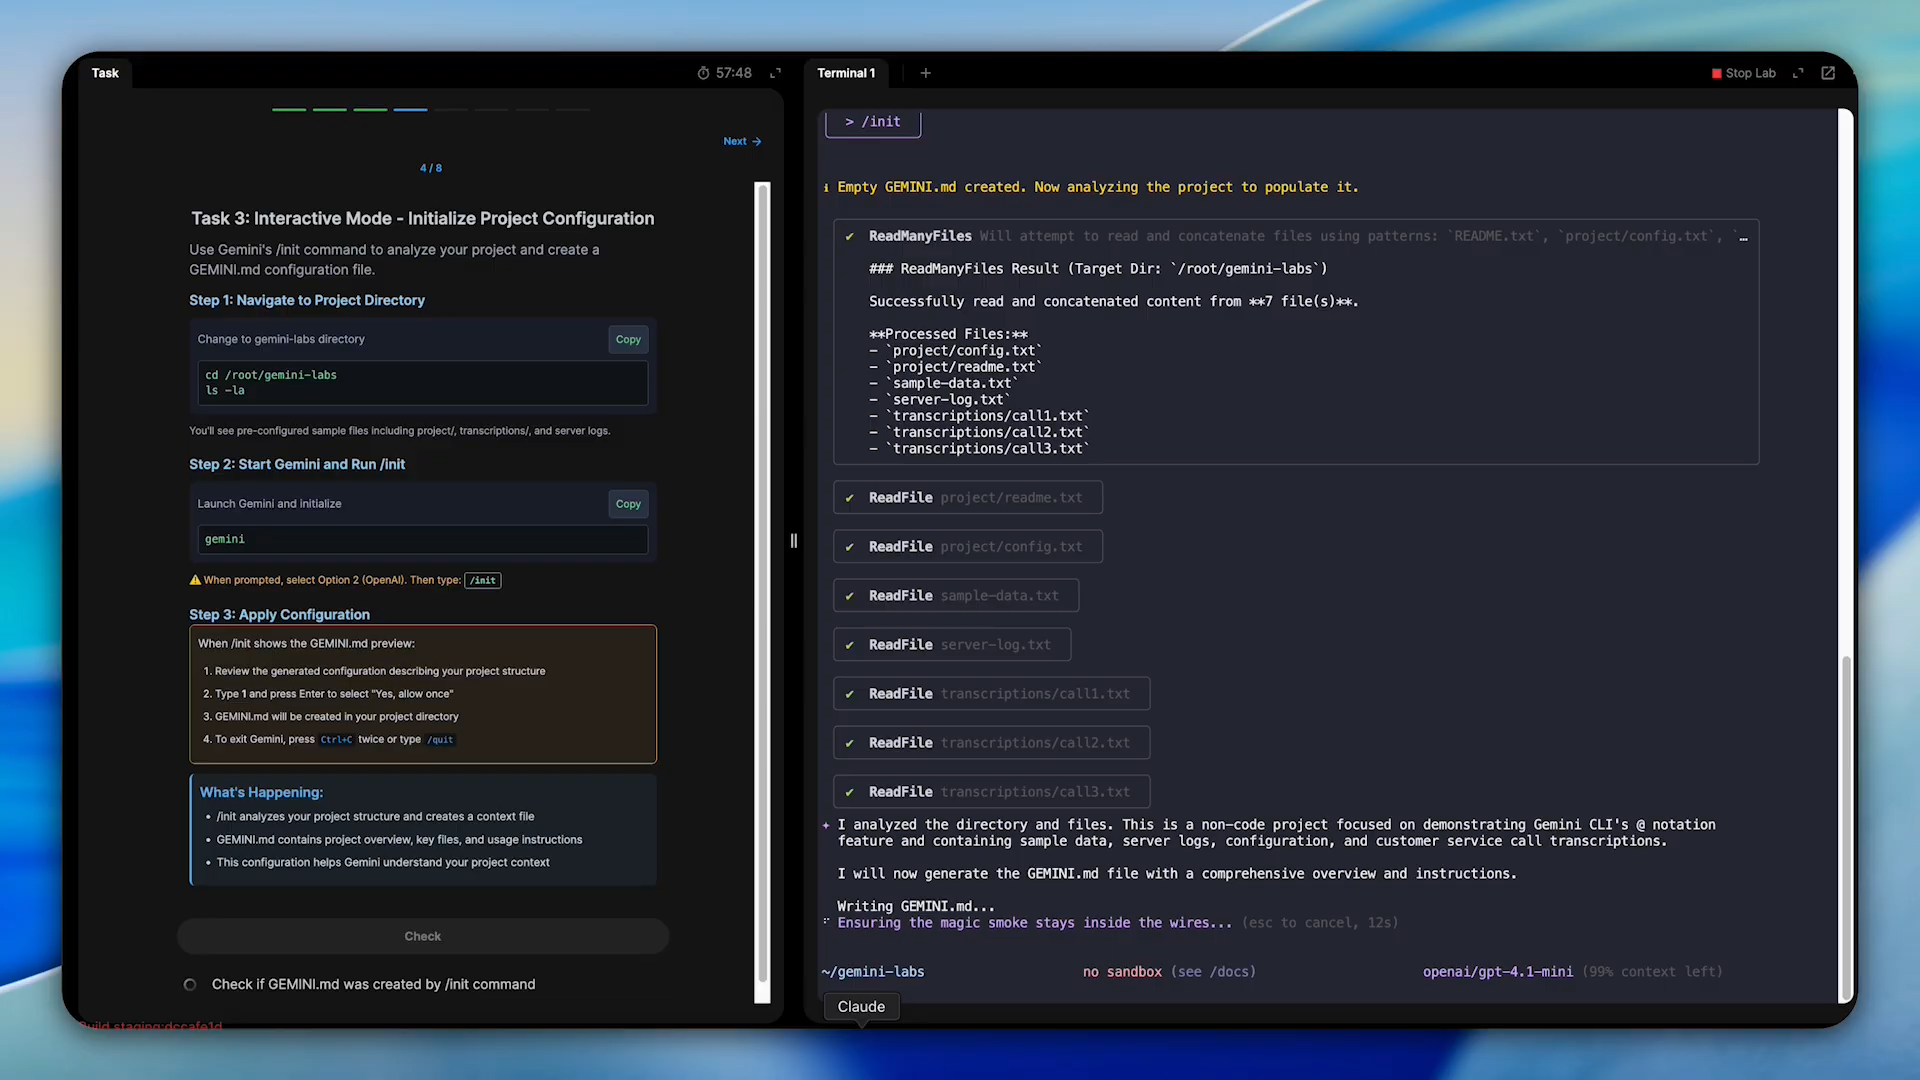 Task
57:48
Next →
4 / 8
Task 3: Interactive Mode - Initialize Project Configuration
Use Gemini's /init command to analyze your project and create a
GEMINI.md configuration file.
Step 1: Navigate to Project Directory
Change to gemini-labs directory
Copy
cd /root/gemini-labs
ls -la
You'll see pre-configured sample files including project/, transcriptions/, and server logs.
Step 2: Start Gemini and Run /init
Launch Gemini and initialize
Copy
gemini
When prompted, select Option 2 (OpenAI). Then type: /init
Step 3: Apply Configuration
When /init shows the GEMINI.md preview:
1. Review the generated configuration describing your project structure
2. Type 1 and press Enter to select "Yes, allow once"
3. GEMINI.md will be created in your project directory
4. To exit Gemini, press Ctrl+C twice or type /quit
What's Happening:
• /init analyzes your project structure and creates a context file
• GEMINI.md contains project overview, key files, and usage instructions
• This configuration helps Gemini understand your project context
Check
Check if GEMINI.md was created by /init command
Build staging:dccafe1d
Terminal 1
+
Stop Lab
> /init
i Empty GEMINI.md created. Now analyzing the project to populate it.
✔ ReadManyFiles Will attempt to read and concatenate files using patterns: `README.txt`, `project/config.txt`, `…
### ReadManyFiles Result (Target Dir: `/root/gemini-labs`)
Successfully read and concatenated content from **7 file(s)**.
**Processed Files:**
- `project/config.txt`
- `project/readme.txt`
- `sample-data.txt`
- `server-log.txt`
- `transcriptions/call1.txt`
- `transcriptions/call2.txt`
- `transcriptions/call3.txt`
✔ ReadFile project/readme.txt
✔ ReadFile project/config.txt
✔ ReadFile sample-data.txt
✔ ReadFile server-log.txt
✔ ReadFile transcriptions/call1.txt
✔ ReadFile transcriptions/call2.txt
✔ ReadFile transcriptions/call3.txt
✦ I analyzed the directory and files. This is a non-code project focused on demonstrating Gemini CLI's @ notation
feature and containing sample data, server logs, configuration, and customer service call transcriptions.
I will now generate the GEMINI.md file with a comprehensive overview and instructions.
Writing GEMINI.md...
Ensuring the magic smoke stays inside the wires... (esc to cancel, 12s)
~/gemini-labs no sandbox (see /docs) openai/gpt-4.1-mini (99% context left)
Claude